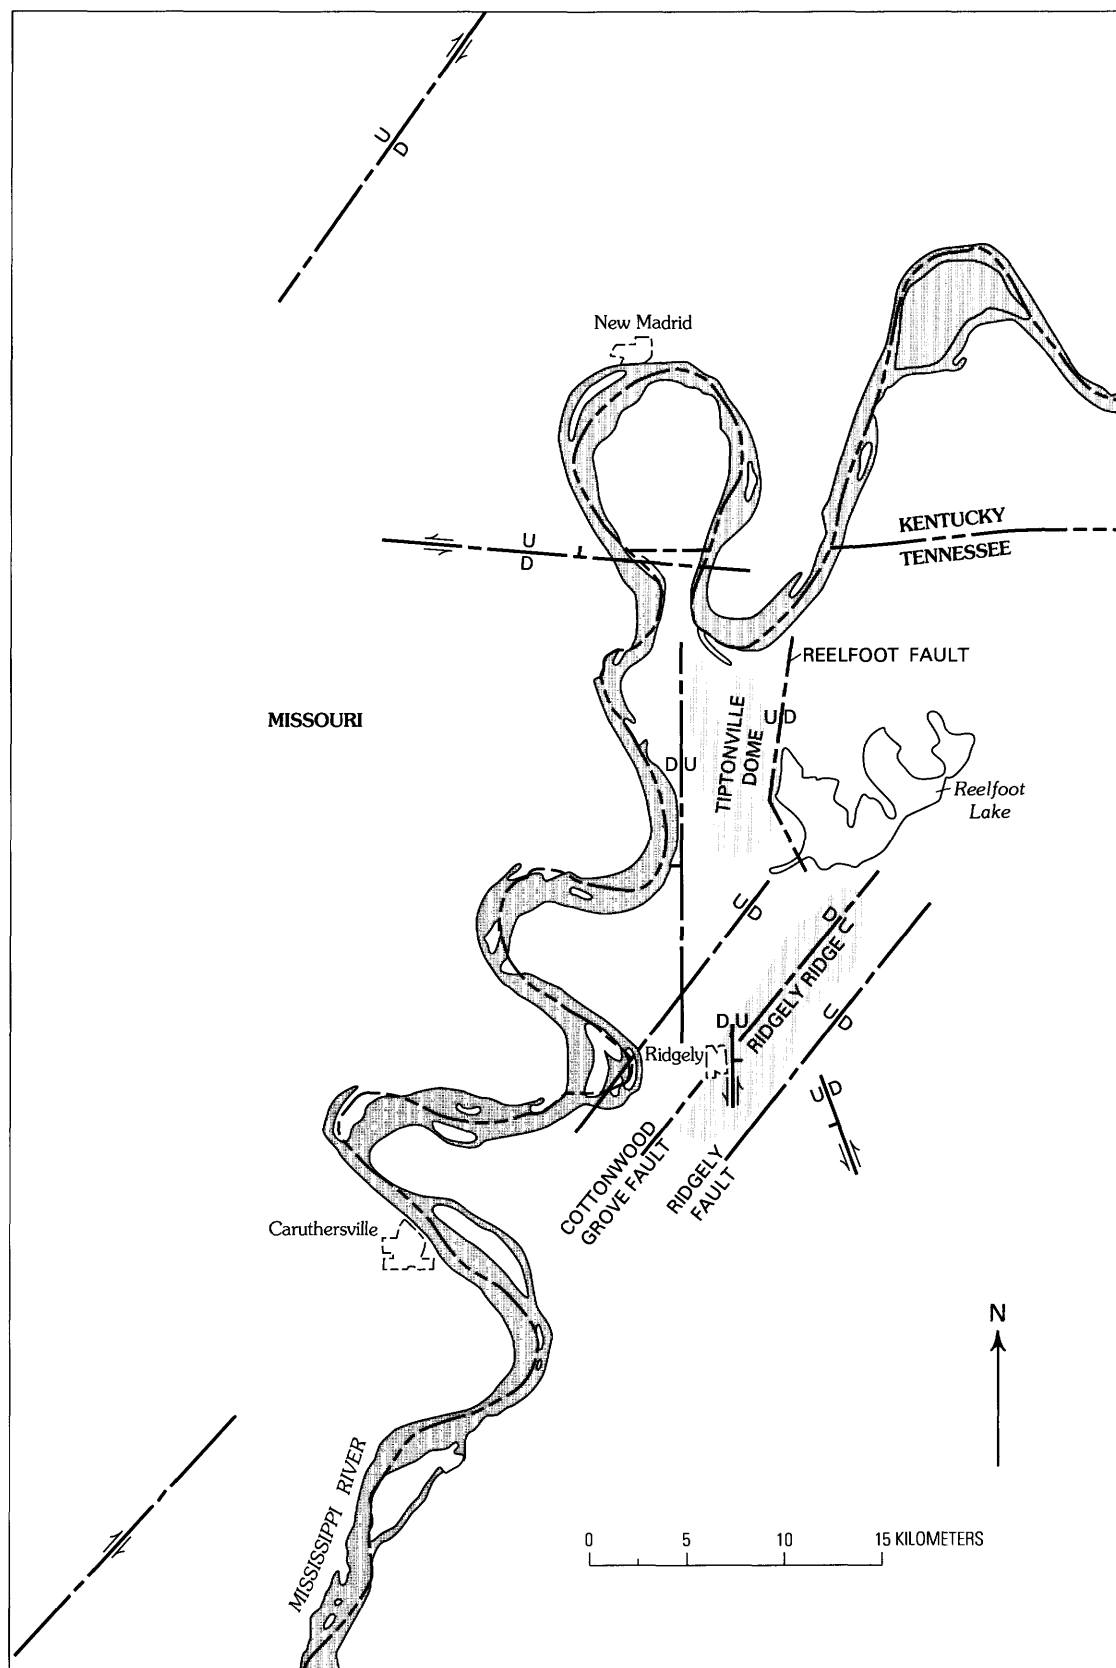 U
D
New Madrid
KENTUCKY
TENNESSEE
U
D
REELFOOT FAULT
MISSOURI
U D
TIPTONVILLE
DOME
D U
Reelfoot
Lake
U
D
D
U
RIDGELY RIDGE
U
D
D U
Ridgely
U D
COTTONWOOD
GROVE FAULT
RIDGELY
FAULT
Caruthersville
N
MISSISSIPPI RIVER
0 5 10 15 KILOMETERS